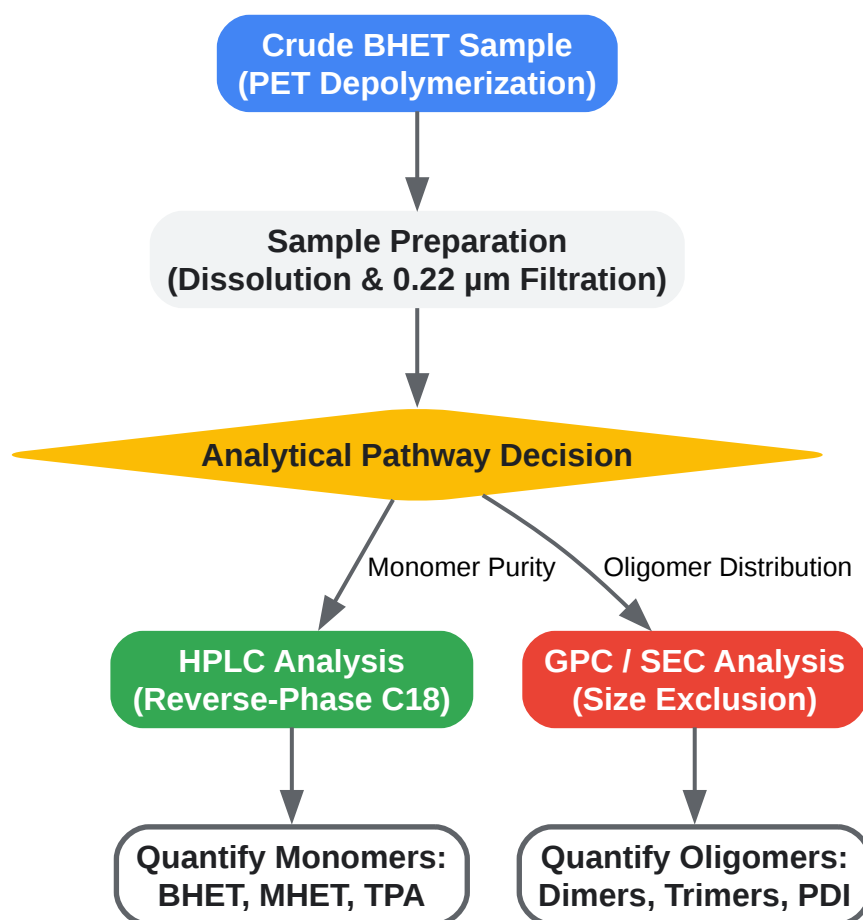 Crude BHET Sample
(PET Depolymerization)
Sample Preparation
(Dissolution & 0.22 µm Filtration)
Analytical Pathway Decision
Monomer Purity
Oligomer Distribution
HPLC Analysis
(Reverse-Phase C18)
GPC / SEC Analysis
(Size Exclusion)
Quantify Monomers:
BHET, MHET, TPA
Quantify Oligomers:
Dimers, Trimers, PDI